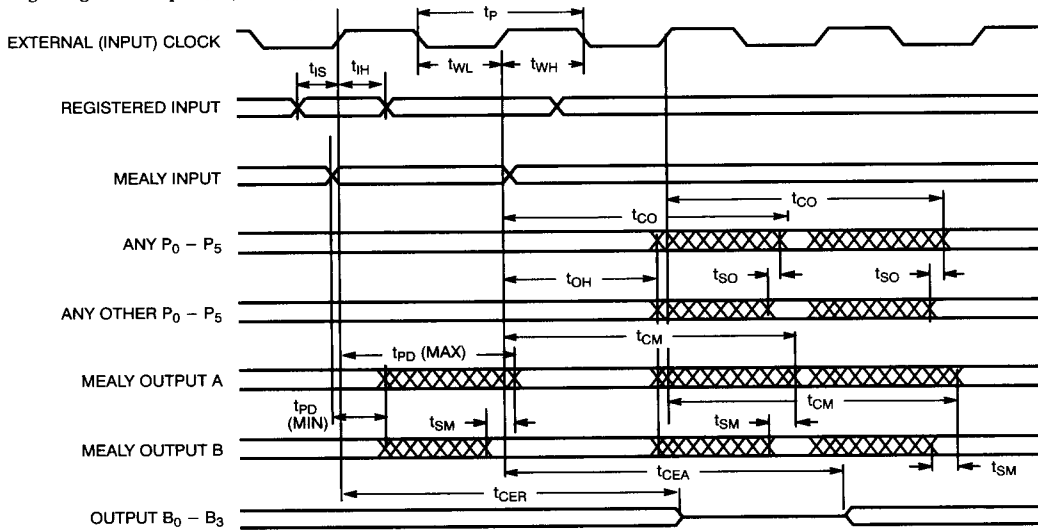 tP
EXTERNAL (INPUT) CLOCK
tIS
tIH
tWL
tWH
REGISTERED INPUT
MEALY INPUT
tCO
tCO
ANY P0 – P5
tOH
tSO
tSO
ANY OTHER P0 – P5
tCM
tPD (MAX)
MEALY OUTPUT A
tCM
tPD
(MIN)
tSM
tSM
MEALY OUTPUT B
tSM
tCEA
tCER
OUTPUT B0 – B3